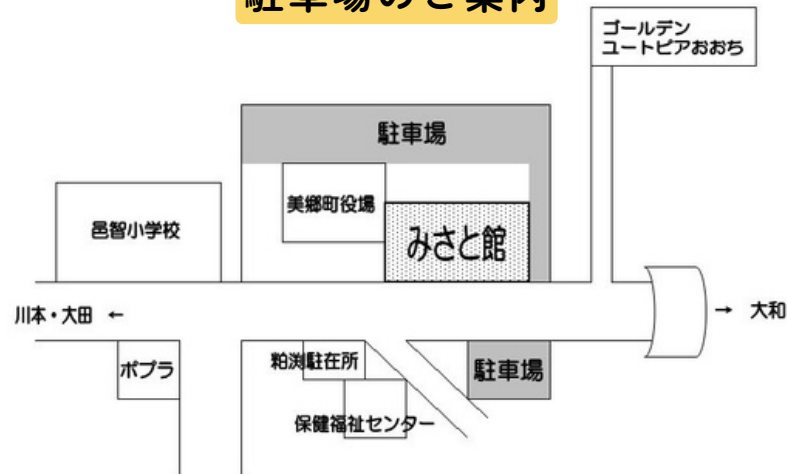 駐車場のご案内
ゴールデン
ユートピアおおち
駐車場
美郷町役場
邑智小学校
みさと館
川本・大田 ←
→ 大和
ポプラ
粕渕駐在所
駐車場
保健福祉センター